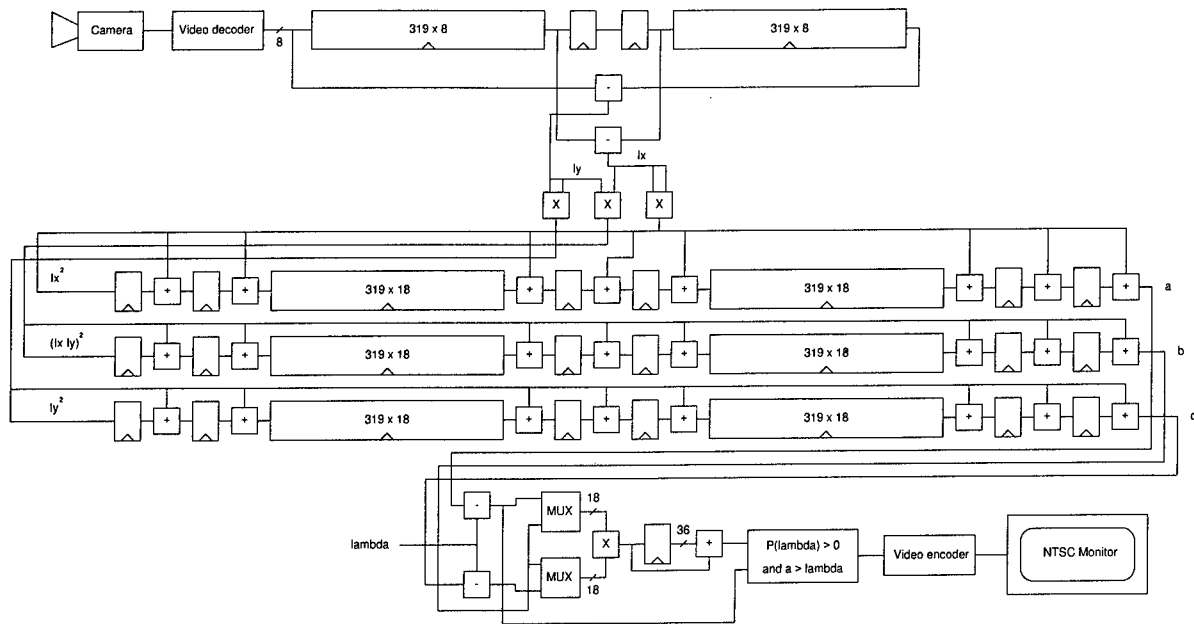 Camera
Video decoder
8
319 x 8
319 x 8
-
-
Ix
Iy
X
X
X
Ix²
+
+
319 x 18
+
+
+
319 x 18
+
+
+
a
(Ix Iy)²
+
+
319 x 18
+
+
+
319 x 18
+
+
+
b
Iy²
+
+
319 x 18
+
+
+
319 x 18
+
+
+
c
lambda
-
-
MUX
18
MUX
18
X
36
+
P(lambda) > 0
and a > lambda
Video encoder
NTSC Monitor